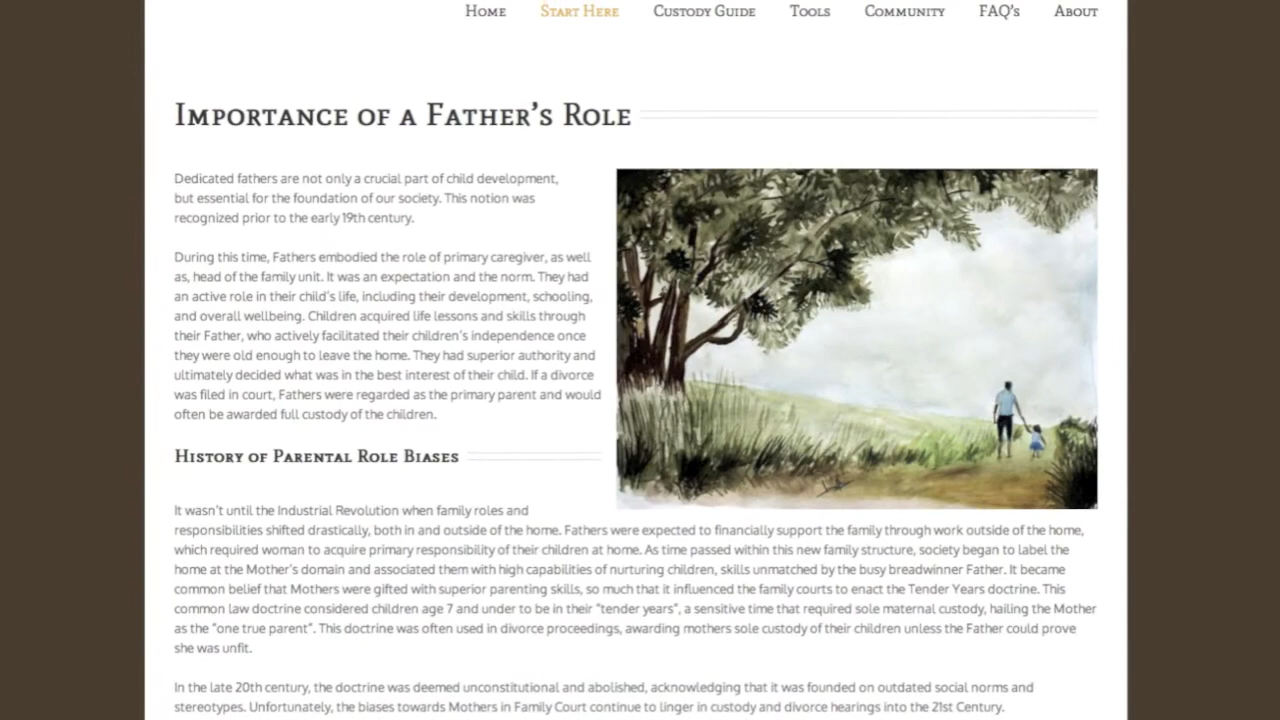 Home Start Here Custody Guide Tools Community FAQ's About
Importance of a Father's Role
Dedicated fathers are not only a crucial part of child development,
but essential for the foundation of our society. This notion was
recognized prior to the early 19th century.
During this time, Fathers embodied the role of primary caregiver, as well
as, head of the family unit. It was an expectation and the norm. They had
an active role in their child's life, including their development, schooling,
and overall wellbeing. Children acquired life lessons and skills through
their Father, who actively facilitated their children's independence once
they were old enough to leave the home. They had superior authority and
ultimately decided what was in the best interest of their child. If a divorce
was filed in court, Fathers were regarded as the primary parent and would
often be awarded full custody of the children.
History of Parental Role Biases
It wasn't until the Industrial Revolution when family roles and
responsibilities shifted drastically, both in and outside of the home. Fathers were expected to financially support the family through work outside of the home,
which required woman to acquire primary responsibility of their children at home. As time passed within this new family structure, society began to label the
home at the Mother's domain and associated them with high capabilities of nurturing children, skills unmatched by the busy breadwinner Father. It became
common belief that Mothers were gifted with superior parenting skills, so much that it influenced the family courts to enact the Tender Years doctrine. This
common law doctrine considered children age 7 and under to be in their "tender years", a sensitive time that required sole maternal custody, hailing the Mother
as the "one true parent". This doctrine was often used in divorce proceedings, awarding mothers sole custody of their children unless the Father could prove
she was unfit.
In the late 20th century, the doctrine was deemed unconstitutional and abolished, acknowledging that it was founded on outdated social norms and
stereotypes. Unfortunately, the biases towards Mothers in Family Court continue to linger in custody and divorce hearings into the 21st Century.